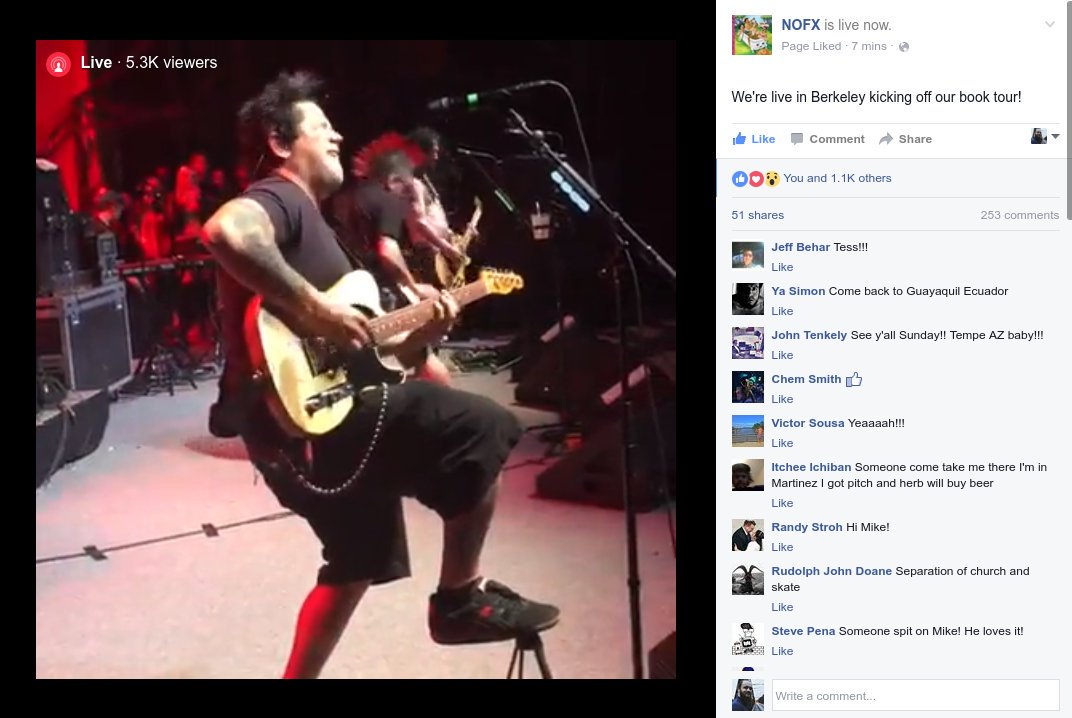 Live · 5.3K viewers
NOFX is live now.
Page Liked · 7 mins ·
We're live in Berkeley kicking off our book tour!
Like Comment Share
You and 1.1K others
51 shares 253 comments
Jeff Behar Tess!!!
Like
Ya Simon Come back to Guayaquil Ecuador
Like
John Tenkely See y'all Sunday!! Tempe AZ baby!!!
Like
Chem Smith
Like
Victor Sousa Yeaaaah!!!
Like
Itchee Ichiban Someone come take me there I'm in
Martinez I got pitch and herb will buy beer
Like
Randy Stroh Hi Mike!
Like
Rudolph John Doane Separation of church and
skate
Like
Steve Pena Someone spit on Mike! He loves it!
Like
Write a comment...